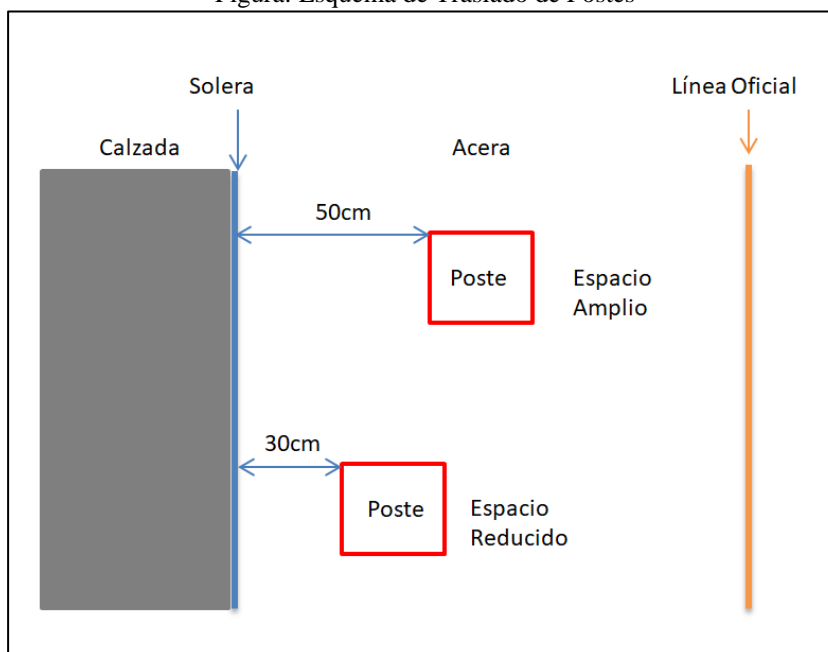 Figura: Esquema de Traslado de Postes
Solera
Línea Oficial
Calzada
Acera
50cm
Poste
Espacio
Amplio
30cm
Poste
Espacio
Reducido